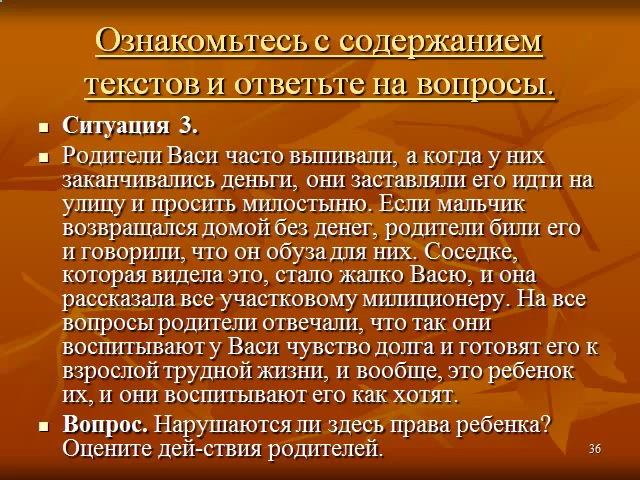 Ознакомьтесь с содержанием
текстов и ответьте на вопросы.
Ситуация 3.
Родители Васи часто выпивали, а когда у них
заканчивались деньги, они заставляли его идти на
улицу и просить милостыню. Если мальчик
возвращался домой без денег, родители били его
и говорили, что он обуза для них. Соседке,
которая видела это, стало жалко Васю, и она
рассказала все участковому милиционеру. На все
вопросы родители отвечали, что так они
воспитывают у Васи чувство долга и готовят его к
взрослой трудной жизни, и вообще, это ребенок
их, и они воспитывают его как хотят.
Вопрос. Нарушаются ли здесь права ребенка?
Оцените дей-ствия родителей.
36